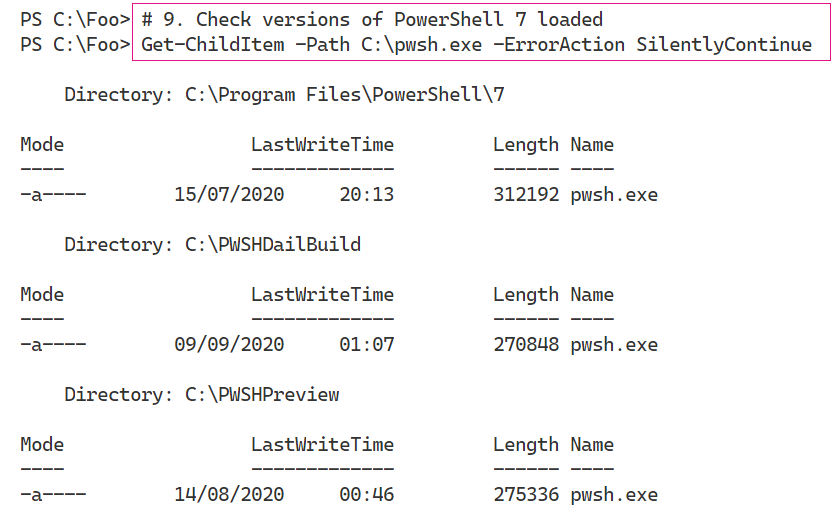 PS C:\Foo> # 9. Check versions of PowerShell 7 loaded
PS C:\Foo> Get-ChildItem -Path C:\pwsh.exe -ErrorAction SilentlyContinue
    Directory: C:\Program Files\PowerShell\7
Mode                 LastWriteTime         Length Name
----                 -------------         ------ ----
-a----        15/07/2020     20:13         312192 pwsh.exe
    Directory: C:\PWSHDailBuild
Mode                 LastWriteTime         Length Name
----                 -------------         ------ ----
-a----        09/09/2020     01:07         270848 pwsh.exe
    Directory: C:\PWSHPreview
Mode                 LastWriteTime         Length Name
----                 -------------         ------ ----
-a----        14/08/2020     00:46         275336 pwsh.exe